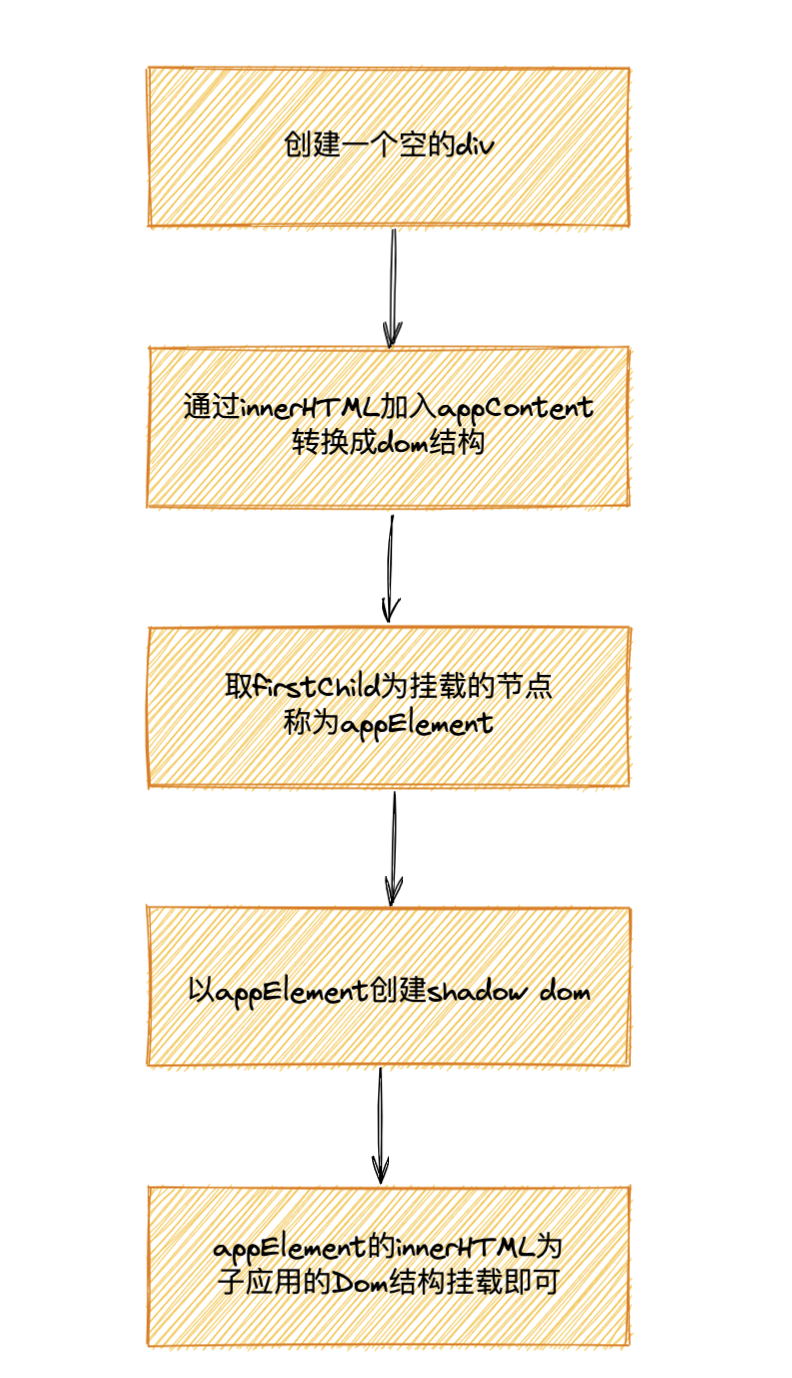 创建一个空的div
通过innerHTML加入appContent
转换成dom结构
取firstChild为挂载的节点
称为appElement
以appElement创建shadow dom
appElement的innerHTML为
子应用的Dom结构挂载即可